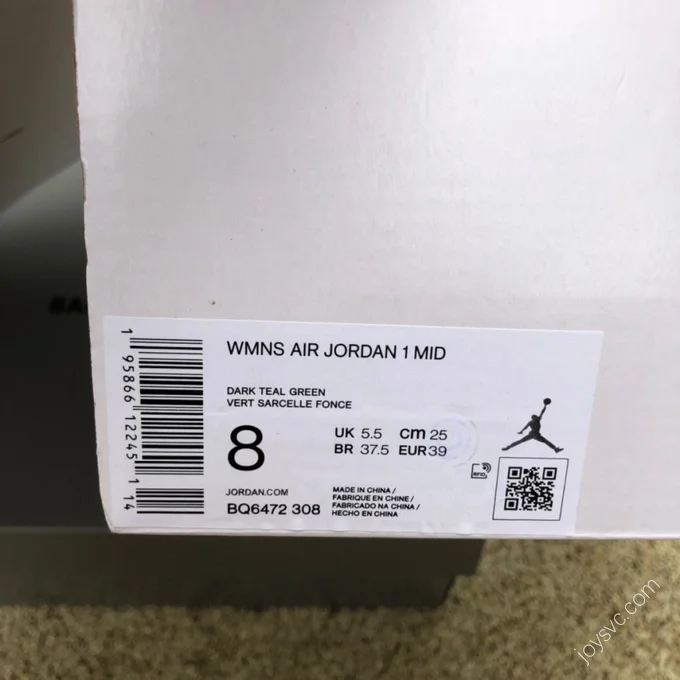 BA
WMNS AIR JORDAN 1 MID
DARK TEAL GREEN
VERT SARCELLE FONCE
8
UK 5.5 cm 25
BR 37.5 EUR 39
RFID
JORDAN.COM
BQ6472 308
MADE IN CHINA /
FABRIQUE EN CHINE /
FABRICADO NA CHINA /
HECHO EN CHINA
1 95866 12245 1 14
joysvc.com